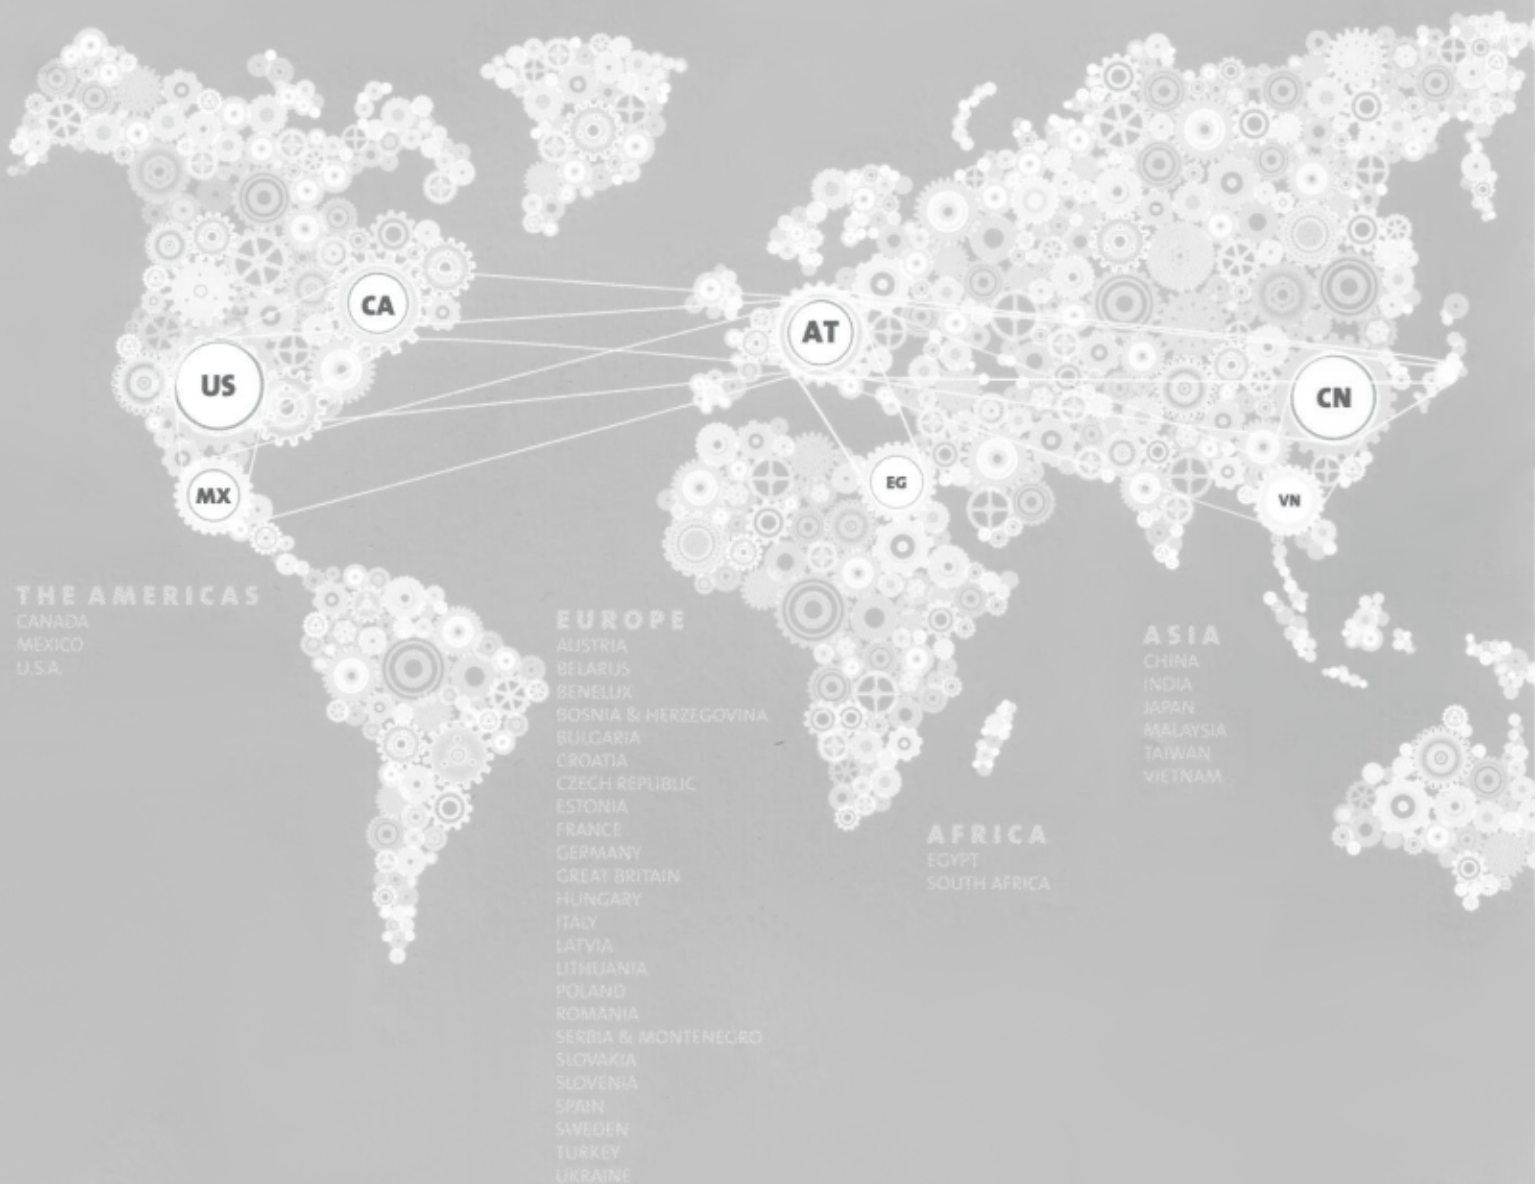 CA
AT
US
CN
MX
EG
VN
THE AMERICAS
CANADA
MEXICO
U.S.A.
EUROPE
AUSTRIA
BELARUS
BENELUX
BOSNIA & HERZEGOVINA
BULGARIA
CROATIA
CZECH REPUBLIC
ESTONIA
FRANCE
GERMANY
GREAT BRITAIN
HUNGARY
ITALY
LATVIA
LITHUANIA
POLAND
ROMANIA
SERBIA & MONTENEGRO
SLOVAKIA
SLOVENIA
SPAIN
SWEDEN
TURKEY
UKRAINE
AFRICA
EGYPT
SOUTH AFRICA
ASIA
CHINA
INDIA
JAPAN
MALAYSIA
TAIWAN
VIETNAM